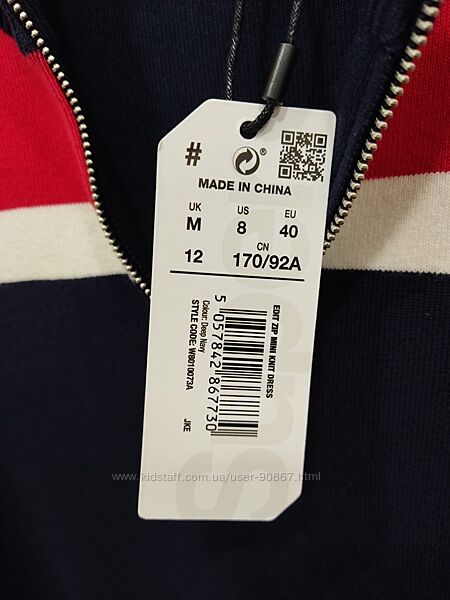 #
MADE IN CHINA
UK US EU
M 8 40
CN
12 170/92A
EDIT ZIP MINI KNIT DRESS
5 057842 867730
Colour: Deep Navy
STYLE CODE: W8010073A
JKE
www.kidstaff.com.ua/user-90867.html